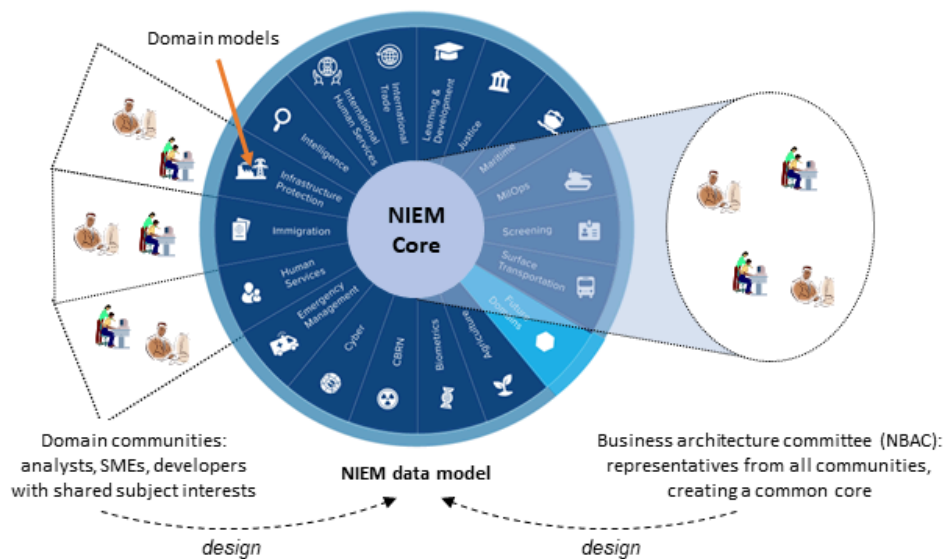 Domain models
International
Human Services
International
Trade
Learning &
Development
Justice
Maritime
MilOps
Screening
Surface
Transportation
Future
Domains
Agriculture
Biometrics
CBRN
Cyber
Emergency
Management
Human
Services
Immigration
Infrastructure
Protection
Intelligence
NIEM
Core
Domain communities:
analysts, SMEs, developers
with shared subject interests
NIEM data model
Business architecture committee (NBAC):
representatives from all communities,
creating a common core
design
design